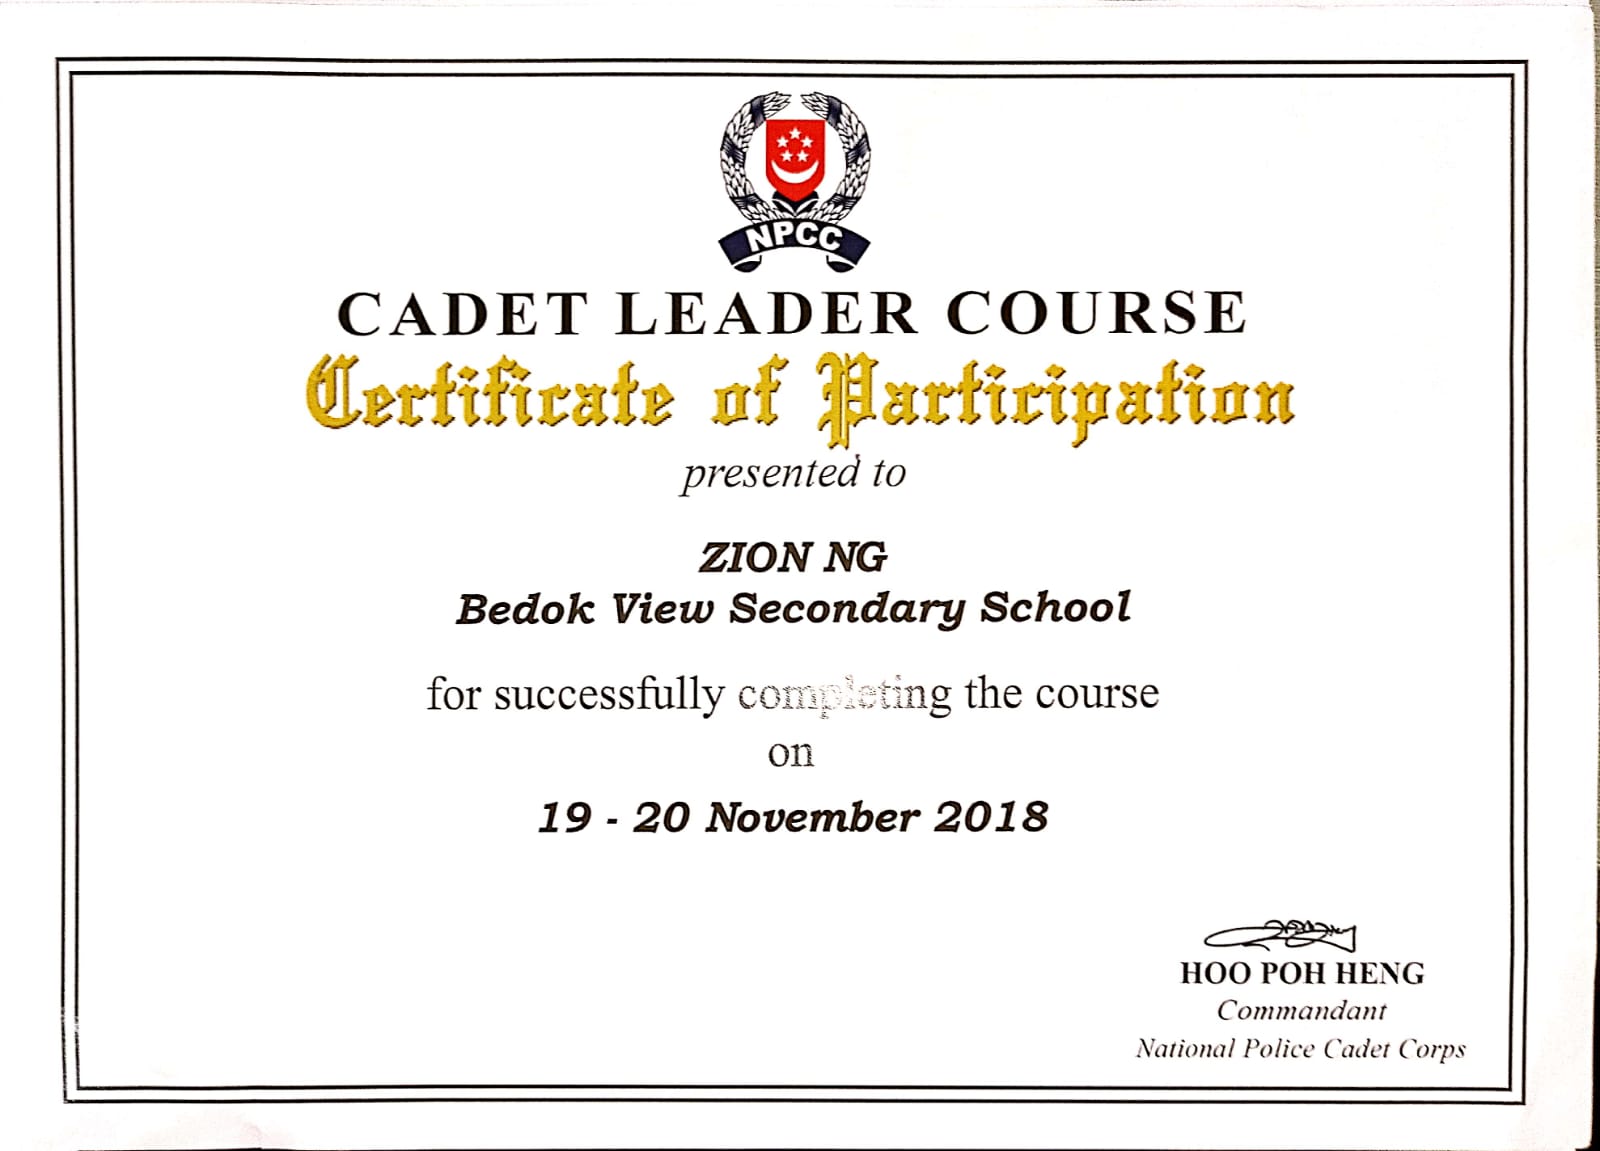 NPCC
CADET LEADER COURSE
Certificate of Participation
presented to
ZION NG
Bedok View Secondary School
for successfully completing the course
on
19 - 20 November 2018
HOO POH HENG
Commandant
National Police Cadet Corps